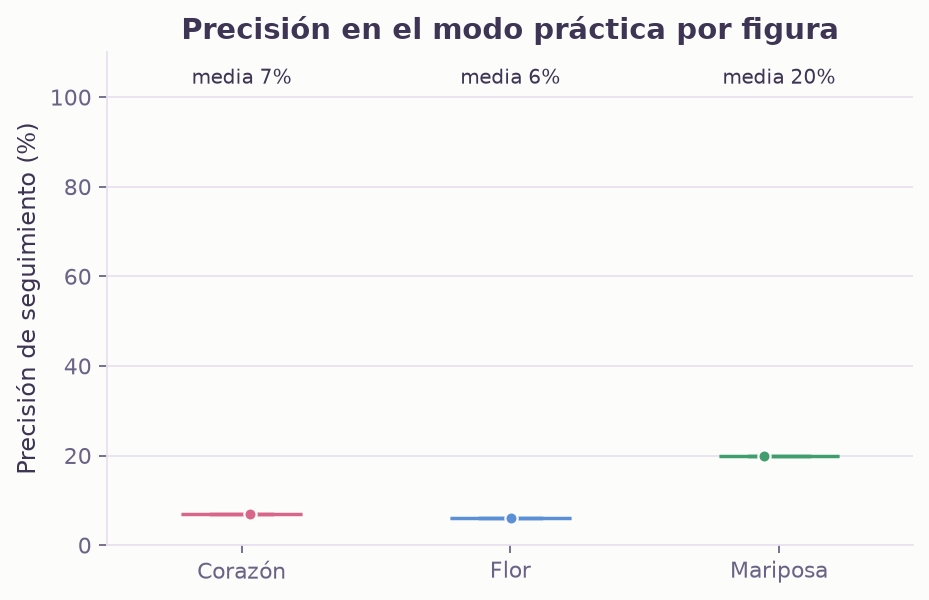 Precisión en el modo práctica por figura
media 7%
media 6%
media 20%
Precisión de seguimiento (%)
100
80
60
40
20
0
Corazón
Flor
Mariposa